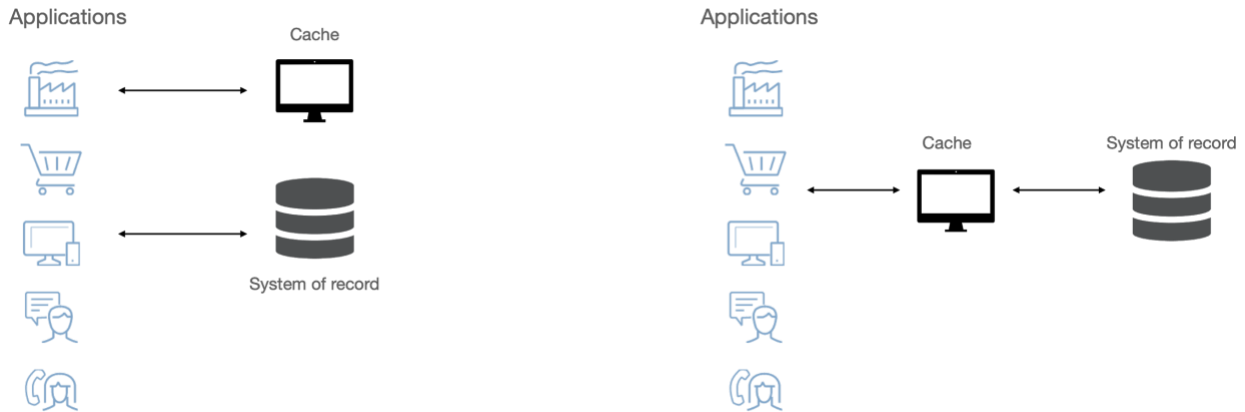 Applications
Cache
System of record
Applications
Cache
System of record